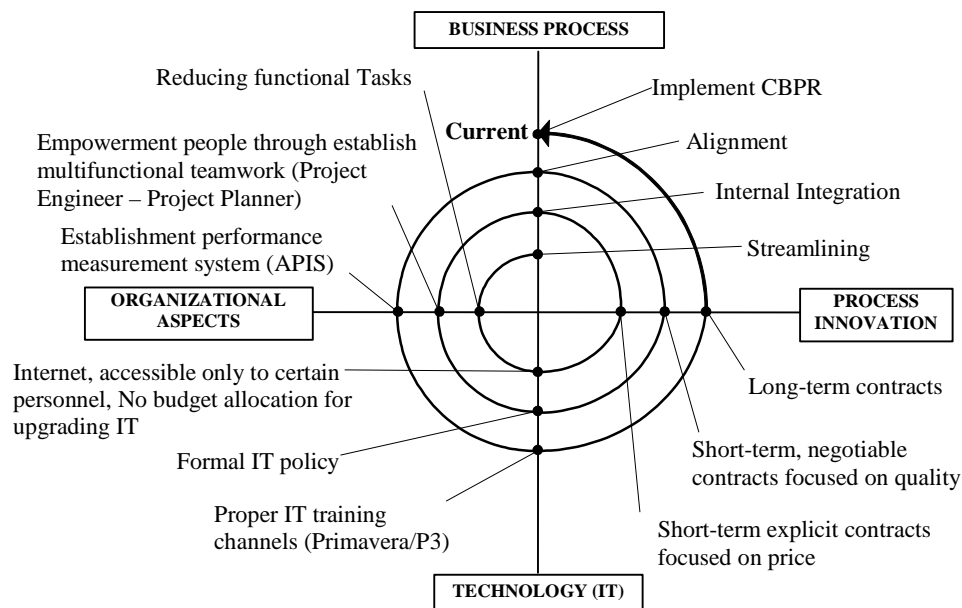 BUSINESS PROCESS
Reducing functional Tasks
Implement CBPR
Current
Empowerment people through establish
multifunctional teamwork (Project
Engineer – Project Planner)
Alignment
Internal Integration
Establishment performance
measurement system (APIS)
Streamlining
ORGANIZATIONAL
ASPECTS
PROCESS
INNOVATION
Internet, accessible only to certain
personnel, No budget allocation for
upgrading IT
Long-term contracts
Formal IT policy
Short-term, negotiable
contracts focused on quality
Proper IT training
channels (Primavera/P3)
Short-term explicit contracts
focused on price
TECHNOLOGY (IT)